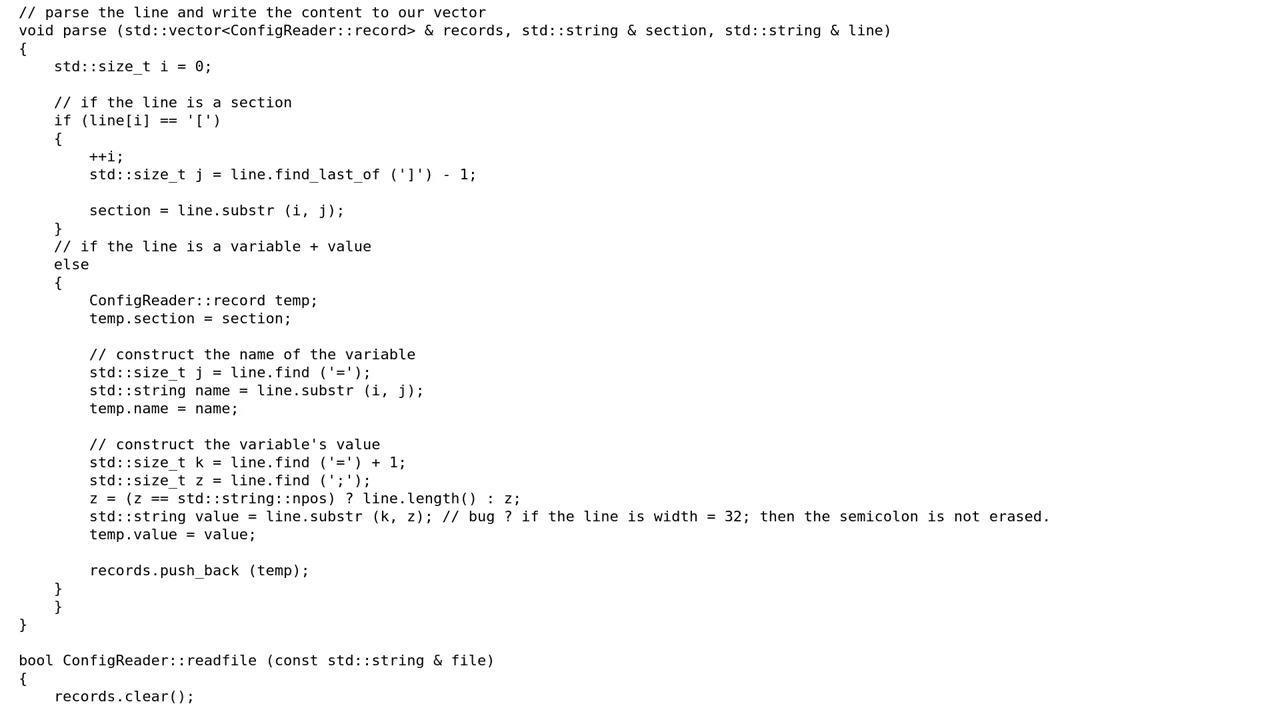 // parse the line and write the content to our vector
void parse (std::vector<ConfigReader::record> & records, std::string & section, std::string & line)
{
    std::size_t i = 0;

    // if the line is a section
    if (line[i] == '[')
    {
        ++i;
        std::size_t j = line.find_last_of (']') - 1;

        section = line.substr (i, j);
    }
    // if the line is a variable + value
    else
    {
        ConfigReader::record temp;
        temp.section = section;

        // construct the name of the variable
        std::size_t j = line.find ('=');
        std::string name = line.substr (i, j);
        temp.name = name;

        // construct the variable's value
        std::size_t k = line.find ('=') + 1;
        std::size_t z = line.find (';');
        z = (z == std::string::npos) ? line.length() : z;
        std::string value = line.substr (k, z); // bug ? if the line is width = 32; then the semicolon is not erased.
        temp.value = value;

        records.push_back (temp);
    }
    }
}

bool ConfigReader::readfile (const std::string & file)
{
    records.clear();